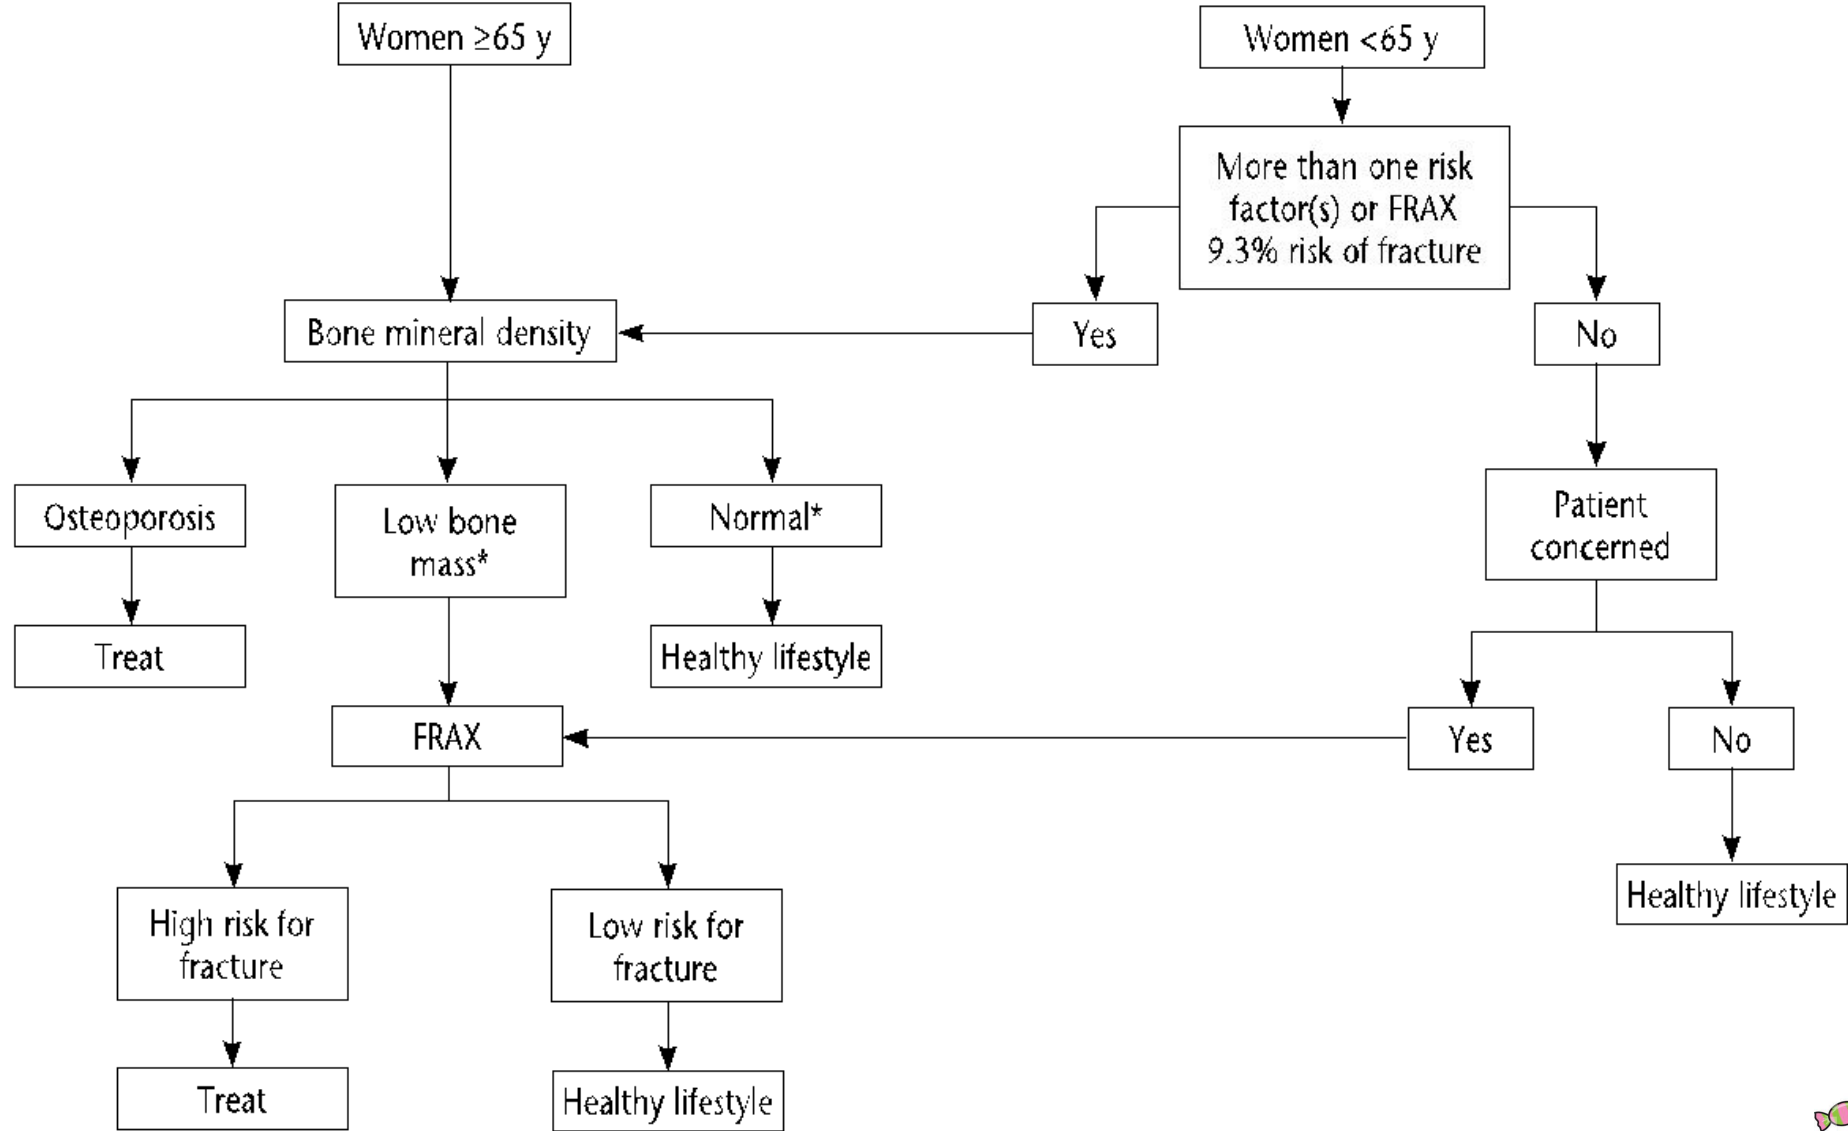 Women ≥65 y
Women <65 y
More than one risk
factor(s) or FRAX
9.3% risk of fracture
Bone mineral density
Yes
No
Osteoporosis
Low bone
mass*
Normal*
Patient
concerned
Treat
Healthy lifestyle
FRAX
Yes
No
High risk for
fracture
Low risk for
fracture
Healthy lifestyle
Treat
Healthy lifestyle